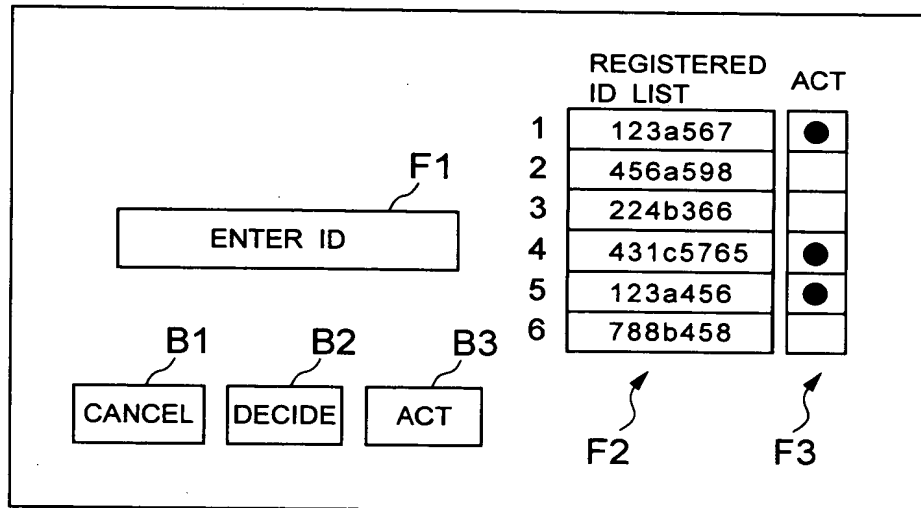 REGISTERED
ID LIST
ACT
1 123a567
2 456a598
3 224b366
4 431c5765
5 123a456
6 788b458
F1
ENTER ID
B1 B2 B3
CANCEL DECIDE ACT
F2 F3